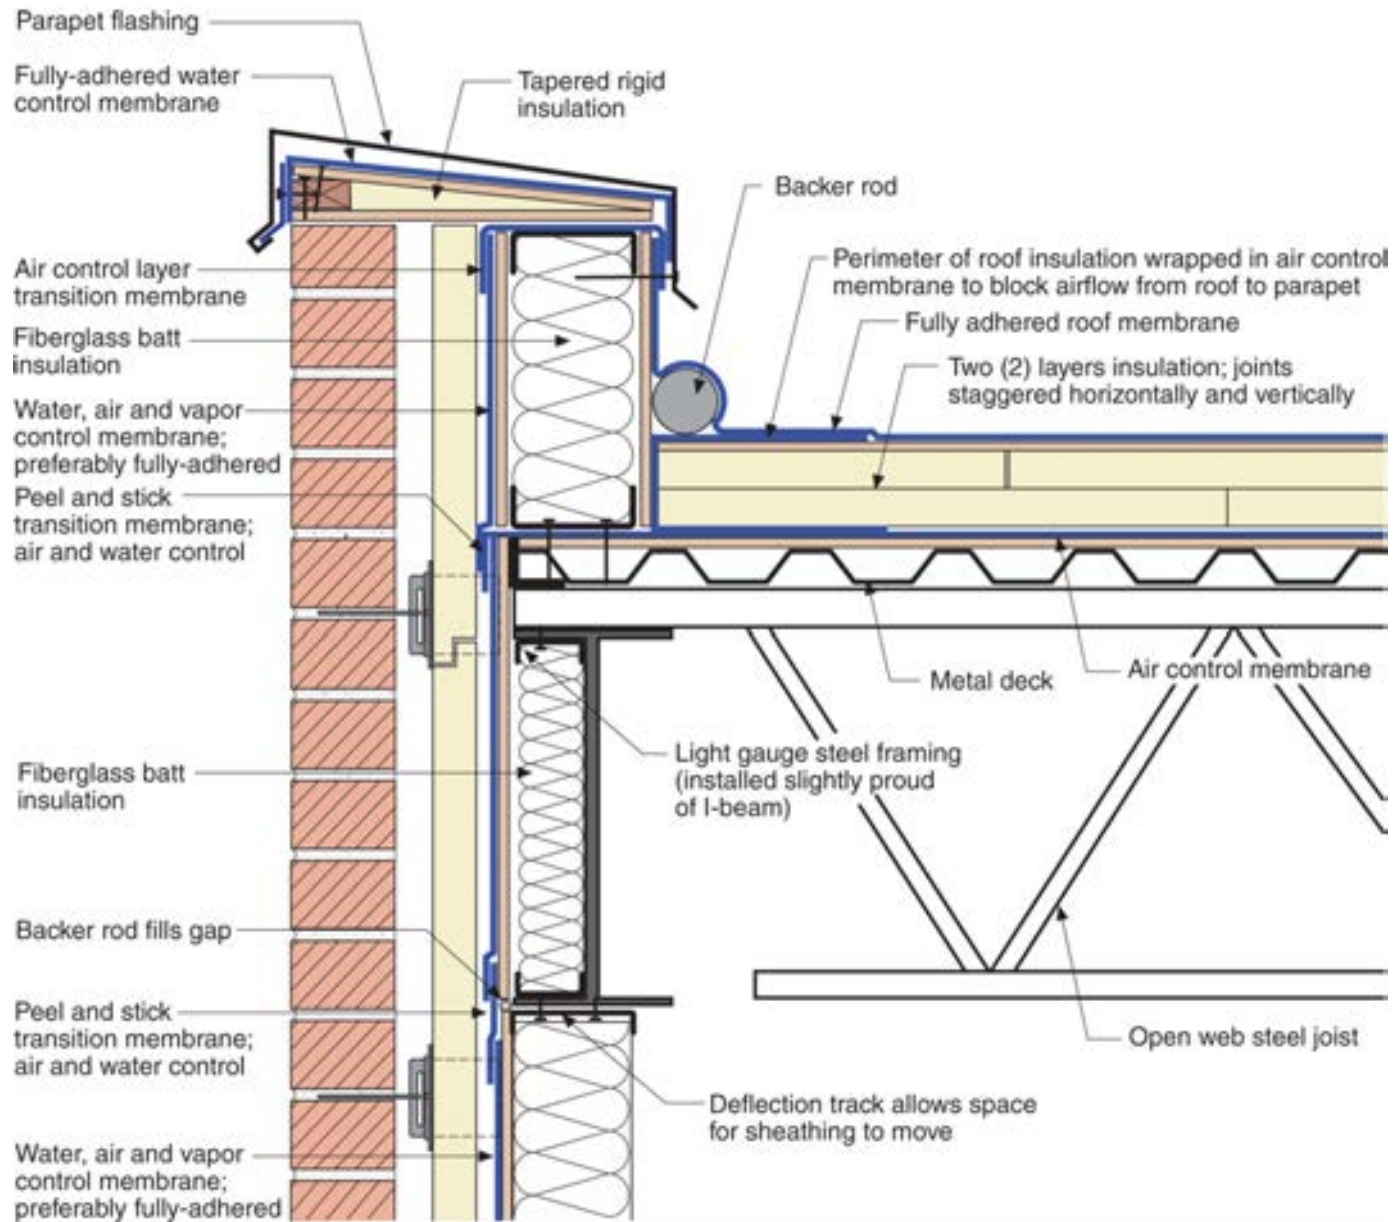 Parapet flashing
Fully-adhered water
control membrane
Tapered rigid
insulation
Backer rod
Air control layer
transition membrane
Perimeter of roof insulation wrapped in air control
membrane to block airflow from roof to parapet
Fully adhered roof membrane
Fiberglass batt
insulation
Two (2) layers insulation; joints
staggered horizontally and vertically
Water, air and vapor
control membrane;
preferably fully-adhered
Peel and stick
transition membrane;
air and water control
Metal deck
Air control membrane
Light gauge steel framing
(installed slightly proud
of I-beam)
Fiberglass batt
insulation
Backer rod fills gap
Peel and stick
transition membrane;
air and water control
Open web steel joist
Deflection track allows space
for sheathing to move
Water, air and vapor
control membrane;
preferably fully-adhered